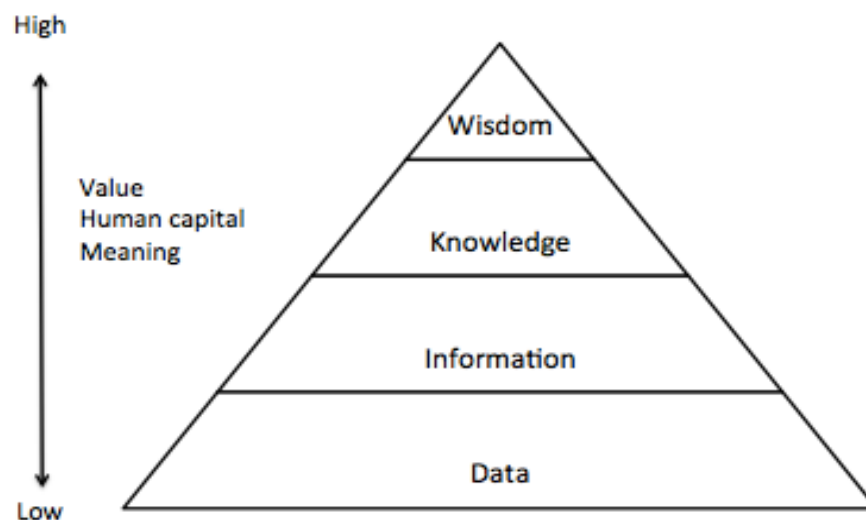 High
Wisdom
Value
Human capital
Meaning
Knowledge
Information
Data
Low